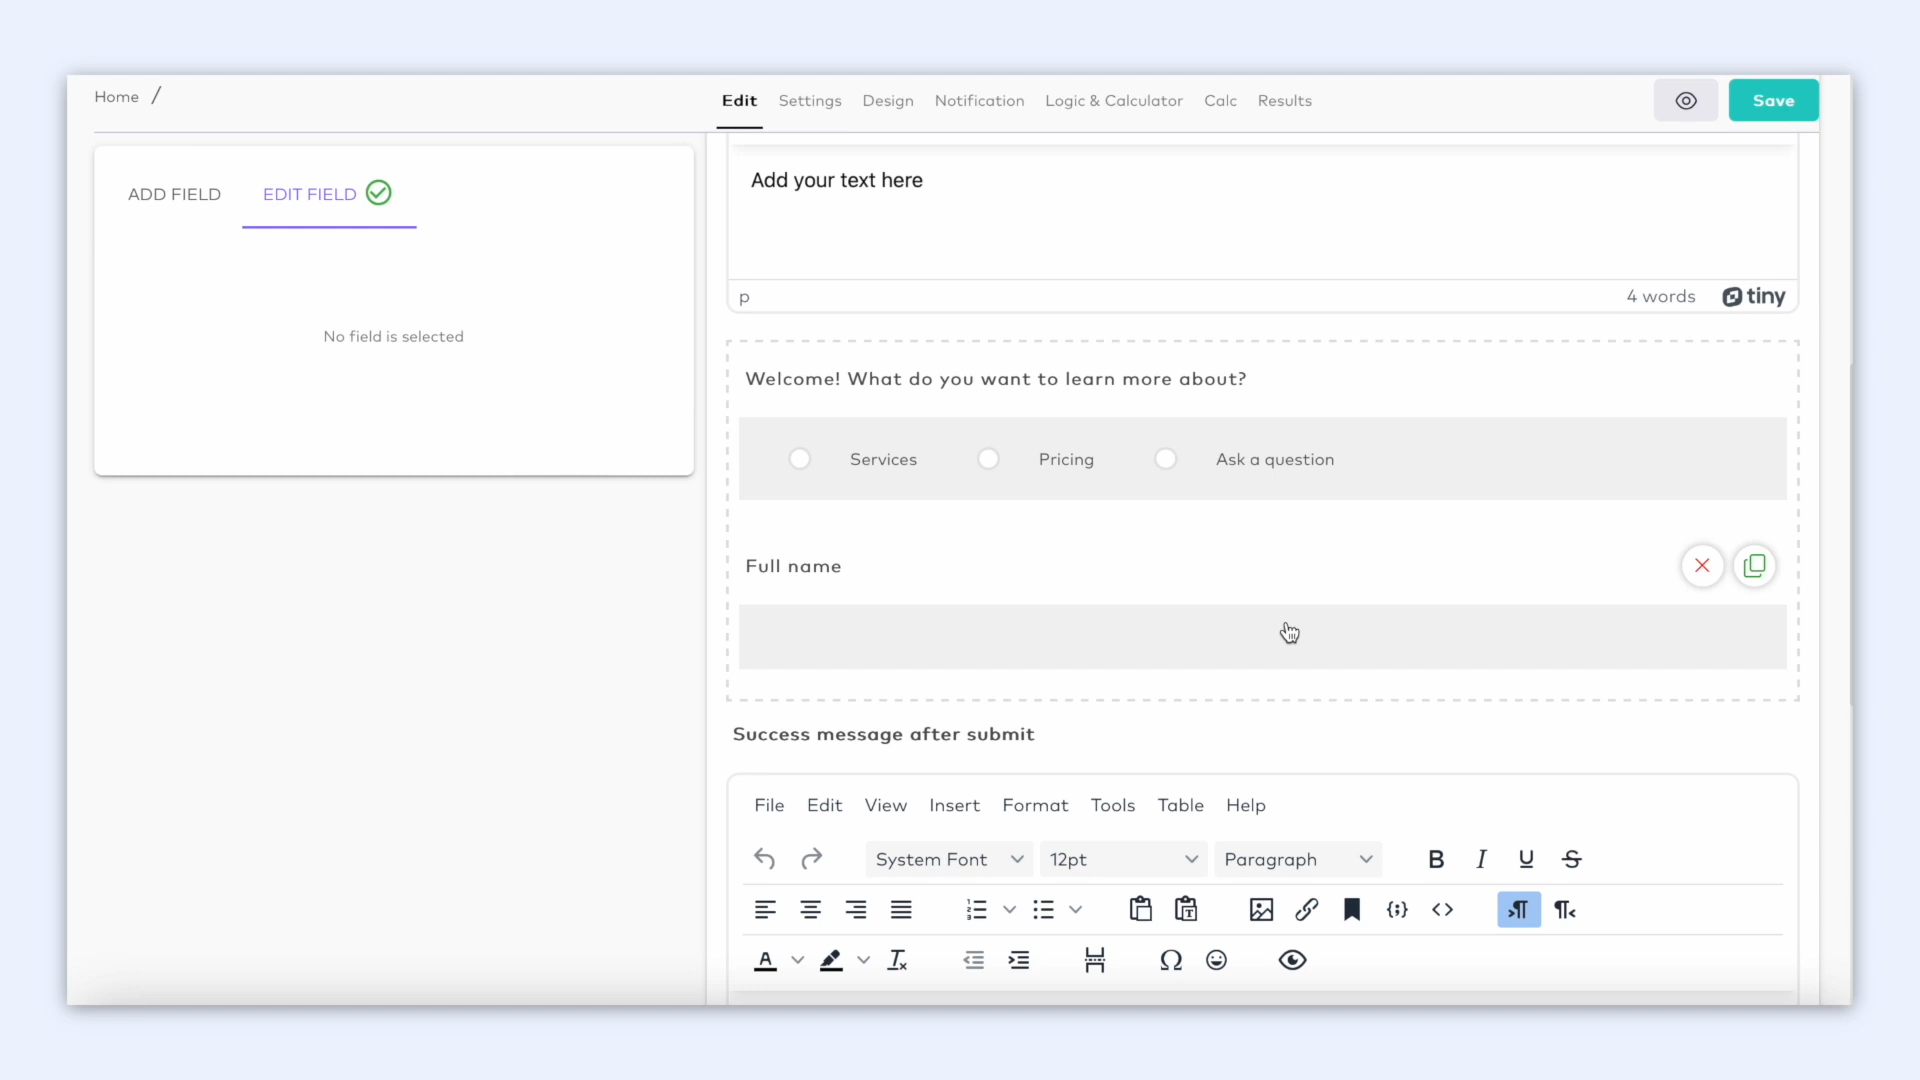 Home /
Edit Settings Design Notification Logic & Calculator Calc Results
Save
ADD FIELD EDIT FIELD
No field is selected
Add your text here
p
4 words tiny
Welcome! What do you want to learn more about?
Services Pricing Ask a question
Full name
Success message after submit
File Edit View Insert Format Tools Table Help
System Font 12pt Paragraph